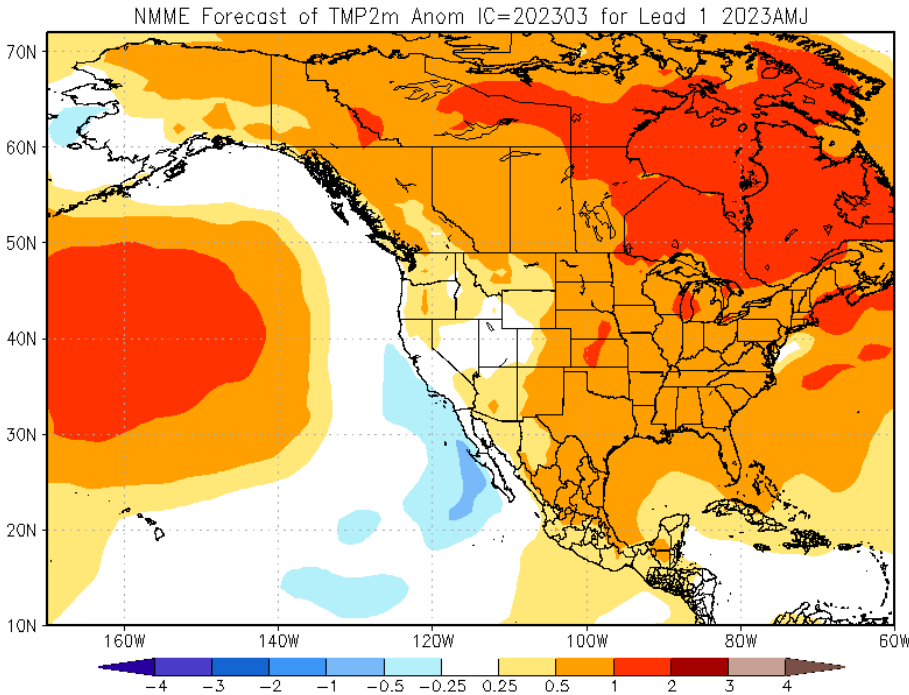 NMME Forecast of TMP2m Anom IC=202303 for Lead 1 2023AMJ
70N
60N
50N
40N
30N
20N
10N
160W 140W 120W 100W 80W 60W
-4 -3 -2 -1 -0.5 -0.25 0.25 0.5 1 2 3 4